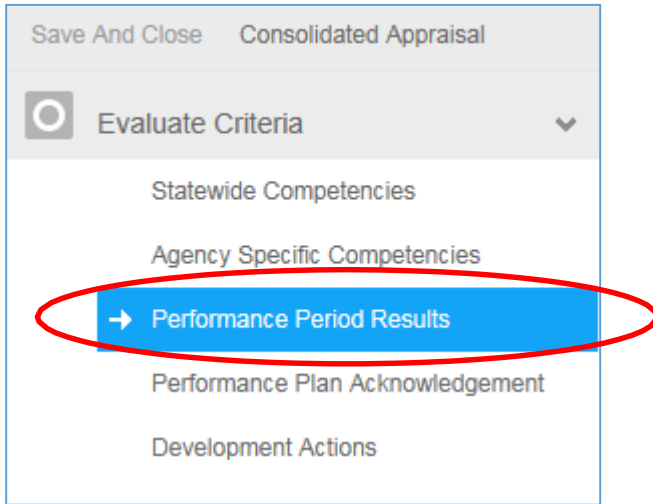 Save And Close Consolidated Appraisal
Evaluate Criteria
Statewide Competencies
Agency Specific Competencies
Performance Period Results
Performance Plan Acknowledgement
Development Actions